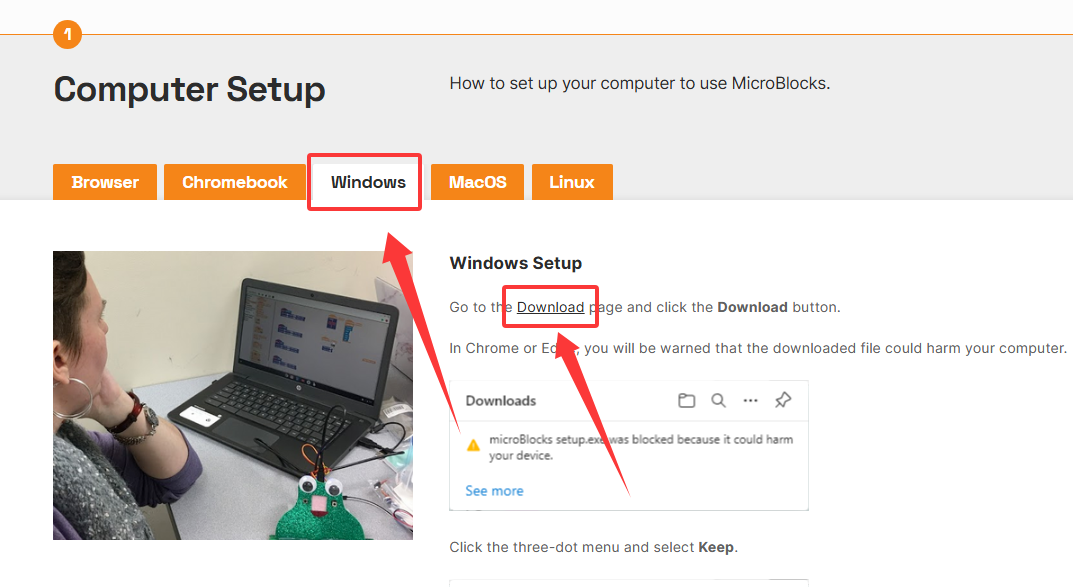 1
Computer Setup
How to set up your computer to use MicroBlocks.
Browser
Chromebook
Windows
MacOS
Linux
Windows Setup
Go to the Download page and click the Download button.
In Chrome or Edge, you will be warned that the downloaded file could harm your computer.
Downloads
microBlocks setup.exe was blocked because it could harm
your device.
See more
Click the three-dot menu and select Keep.